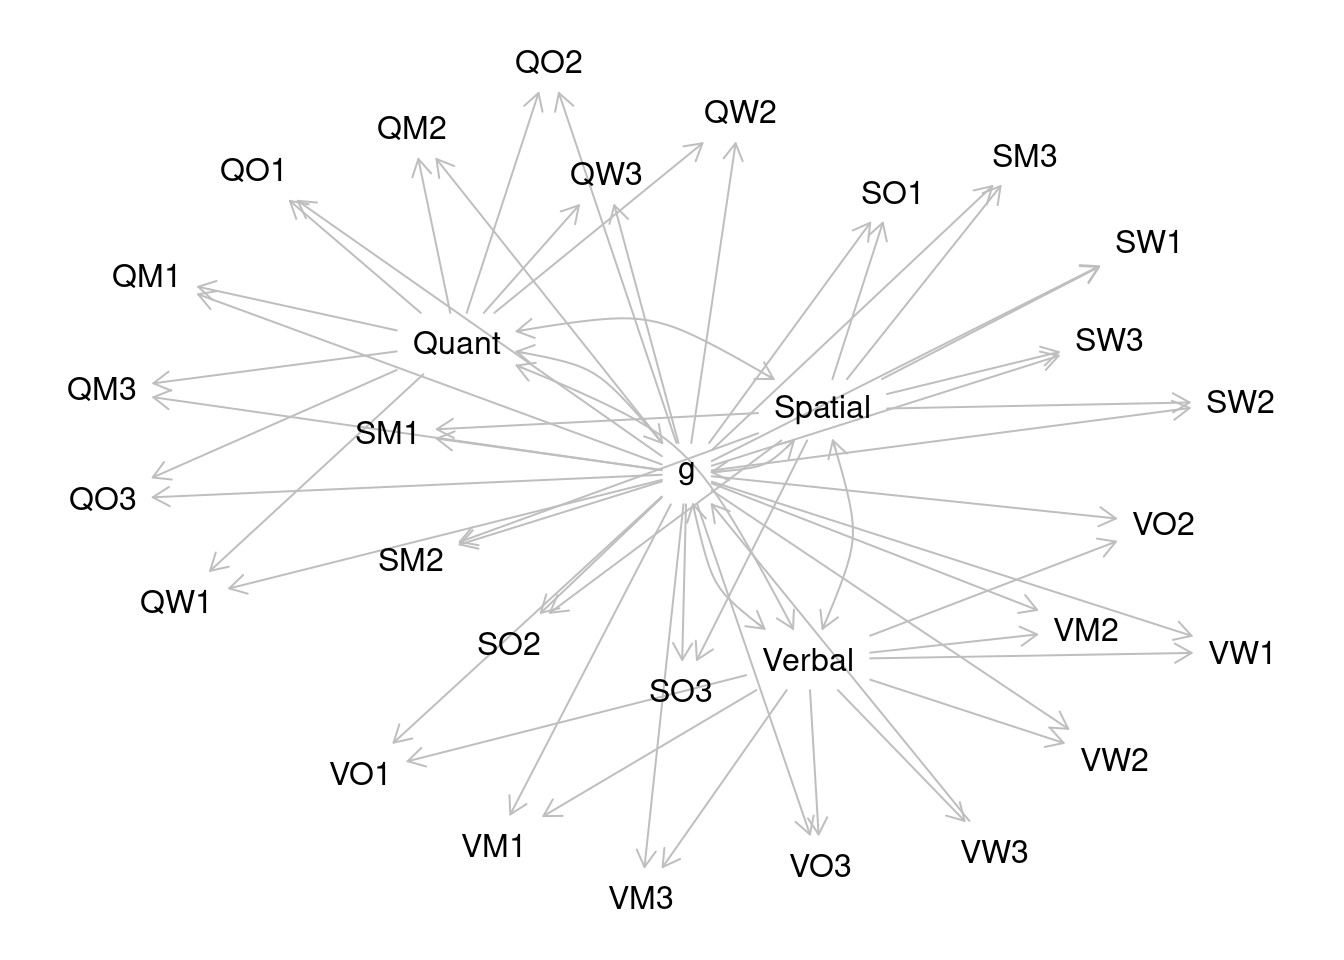 QO2
QW2
QM2
SM3
QO1
QW3
SO1
SW1
QM1
Quant
SW3
QM3
Spatial
SW2
SM1
g
QO3
VO2
SM2
QW1
VM2
SO2
VW1
Verbal
SO3
VW2
VO1
VM1
VW3
VO3
VM3